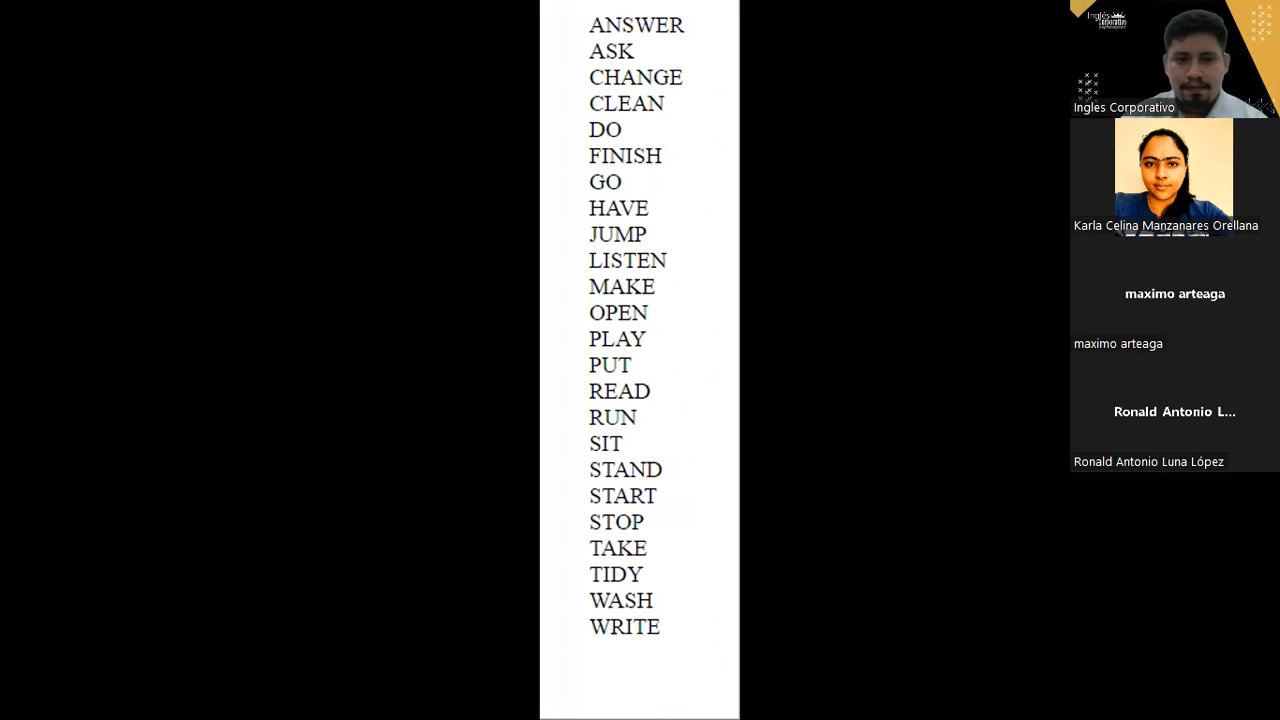 ANSWER
ASK
CHANGE
CLEAN
DO
FINISH
GO
HAVE
JUMP
LISTEN
MAKE
OPEN
PLAY
PUT
READ
RUN
SIT
STAND
START
STOP
TAKE
TIDY
WASH
WRITE
Inglés
Corporativo
Ingles Corporativo
Karla Celina Manzanares Orellana
maximo arteaga
maximo arteaga
Ronald Antonio L...
Ronald Antonio Luna López